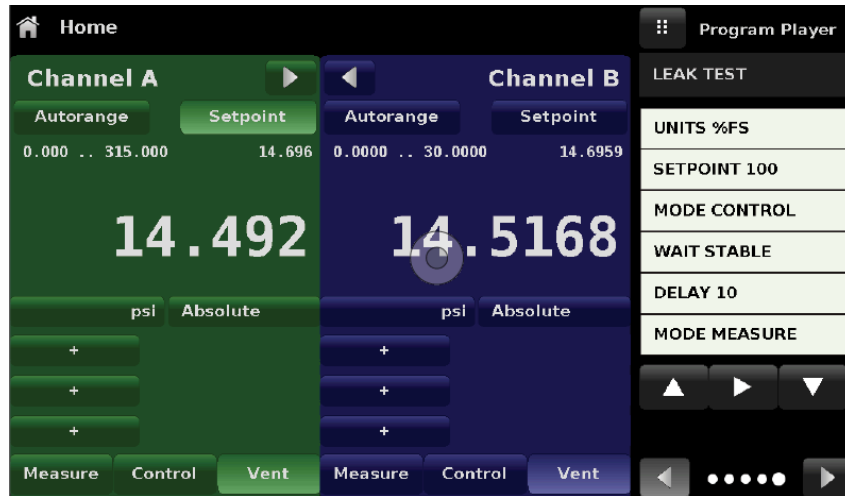 Home
Program Player
Channel A
Channel B
LEAK TEST
Autorange Setpoint
Autorange Setpoint
0.000 .. 315.000 14.696
0.0000 .. 30.0000 14.6959
14.492
14.5168
psi Absolute
psi Absolute
+
+
+
+
+
+
Measure Control Vent
Measure Control Vent
UNITS %FS
SETPOINT 100
MODE CONTROL
WAIT STABLE
DELAY 10
MODE MEASURE